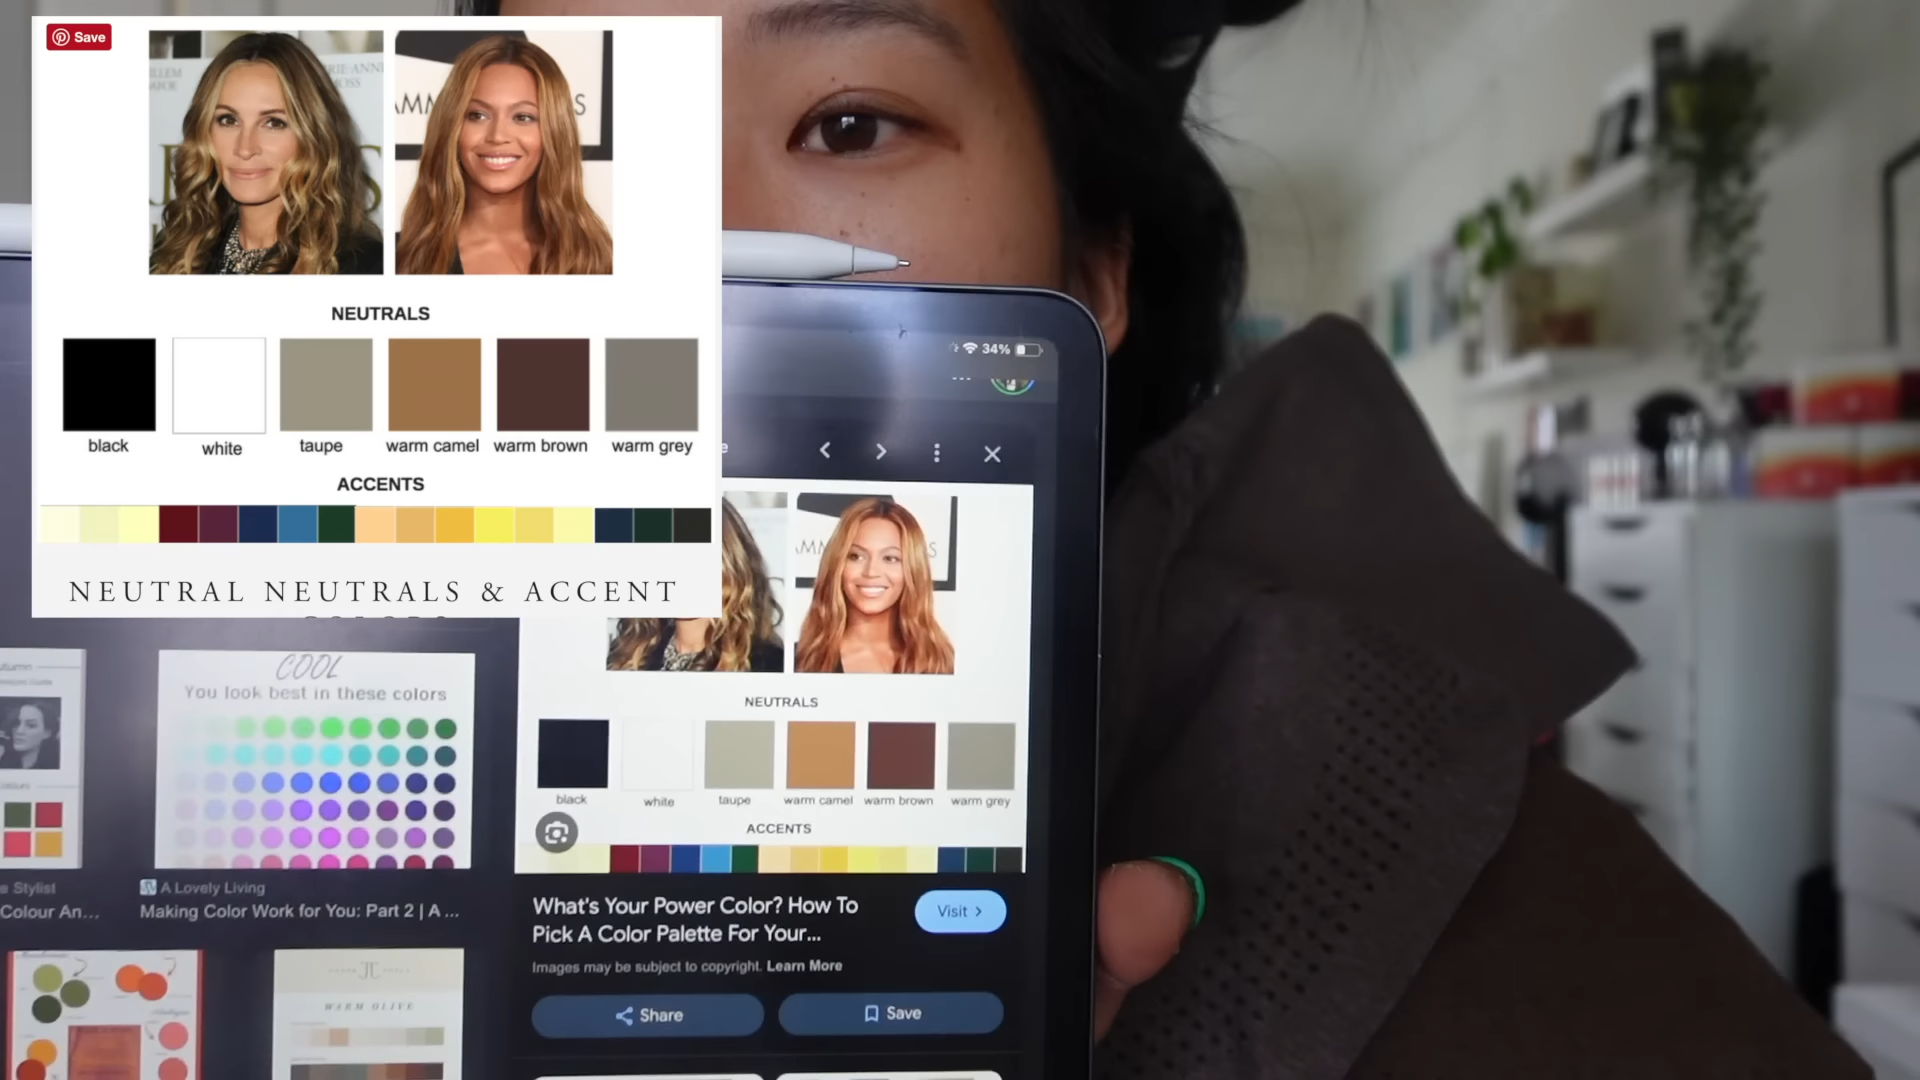 Save
NEUTRALS
black
white
taupe
warm camel
warm brown
warm grey
ACCENTS
NEUTRAL NEUTRALS & ACCENT
34%
NEUTRALS
black
white
taupe
warm camel
warm brown
warm grey
ACCENTS
COOL
You look best in these colors
Stylist
Colour An...
A Lovely Living
Making Color Work for You: Part 2 | A ...
What's Your Power Color? How To
Pick A Color Palette For Your...
Visit
Images may be subject to copyright. Learn More
Share
Save
WARM OLIVE